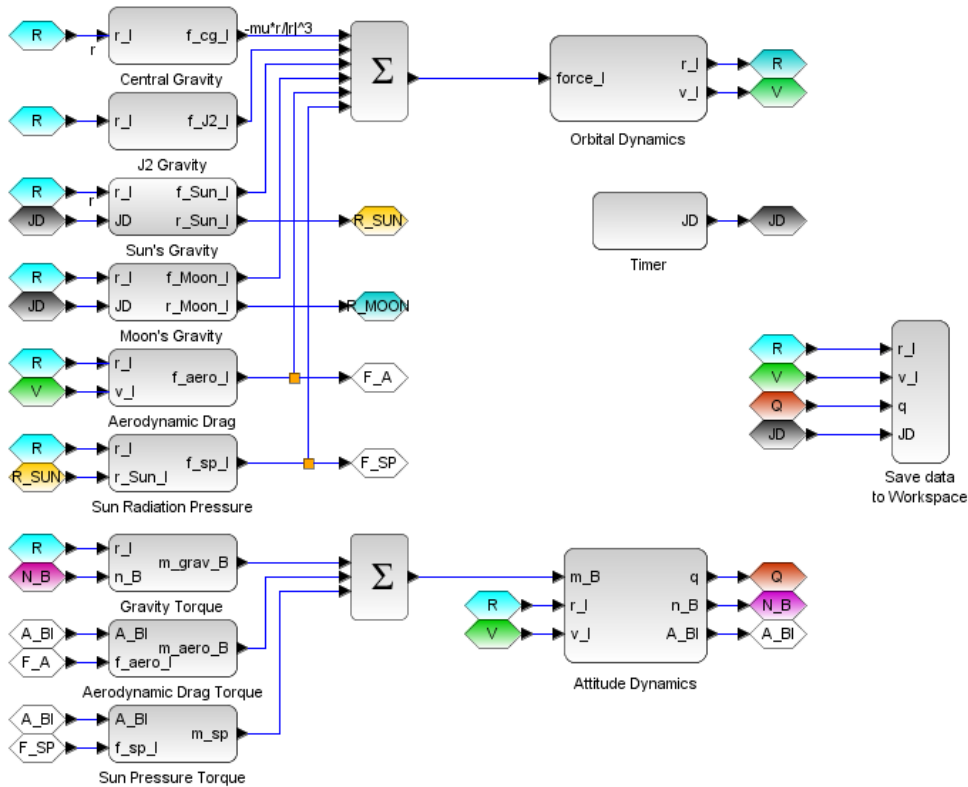 R
r
r_I
f_cg_I
-mu*r/|r|^3
Central Gravity
R
r_I
f_J2_I
J2 Gravity
R
r
r_I
f_Sun_I
JD
JD
r_Sun_I
R_SUN
Sun's Gravity
R
r_I
f_Moon_I
JD
JD
r_Moon_I
R_MOON
Moon's Gravity
R
r_I
V
v_I
f_aero_I
F_A
Aerodynamic Drag
R
r_I
R_SUN
r_Sun_I
f_sp_I
F_SP
Sun Radiation Pressure
Σ
force_I
r_I
R
v_I
V
Orbital Dynamics
JD
JD
Timer
R
r_I
V
v_I
Q
q
JD
JD
Save data
to Workspace
R
r_I
N_B
n_B
m_grav_B
Gravity Torque
A_BI
A_BI
F_A
f_aero_I
m_aero_B
Aerodynamic Drag Torque
A_BI
A_BI
F_SP
f_sp_I
m_sp
Sun Pressure Torque
Σ
m_B
q
Q
R
r_I
n_B
N_B
V
v_I
A_BI
A_BI
Attitude Dynamics